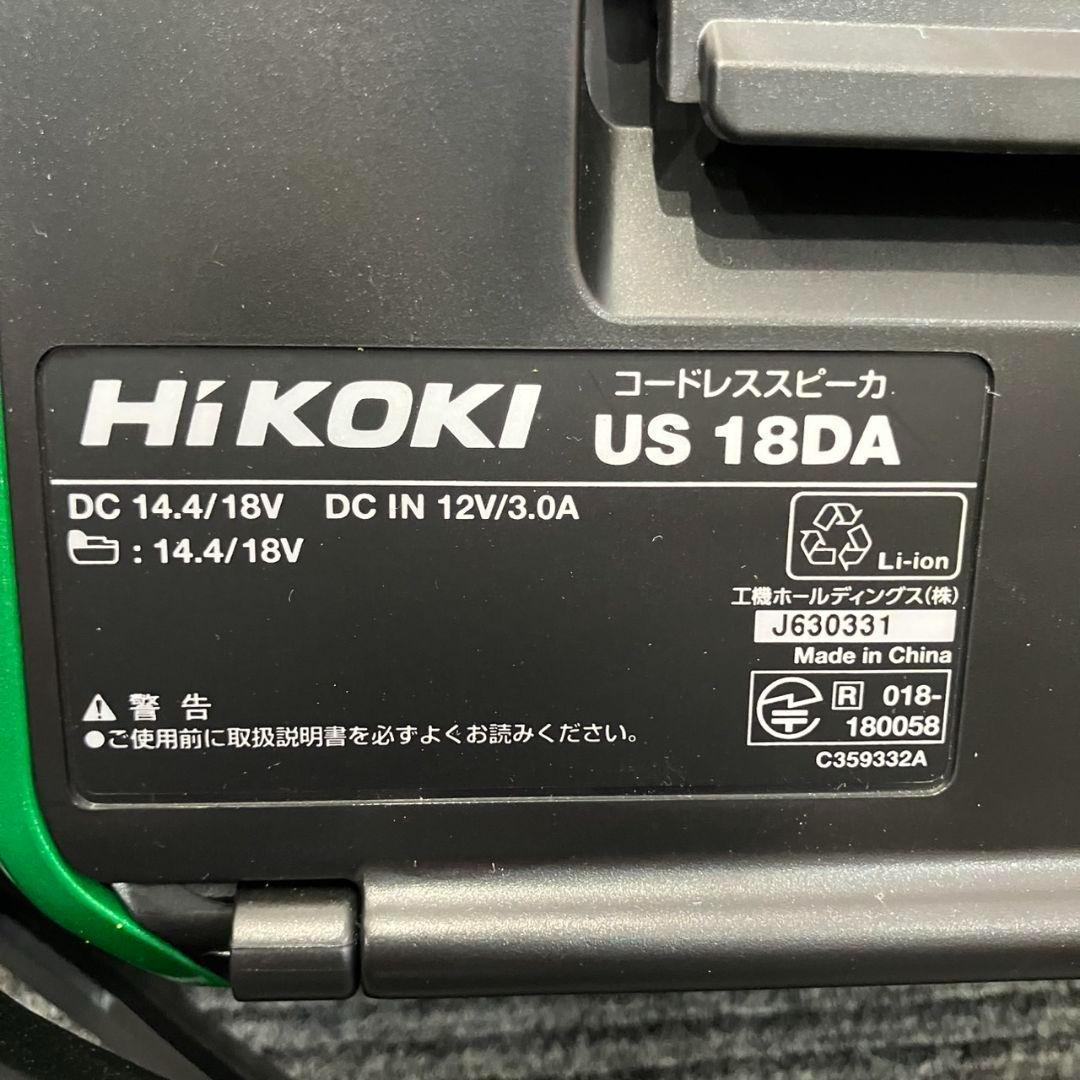 HiKOKI
コードレススピーカ
US 18DA
DC 14.4/18V DC IN 12V/3.0A
: 14.4/18V
Li-ion
工機ホールディングス(株)
J630331
Made in China
R 018-
180058
C359332A
警告
●ご使用前に取扱説明書を必ずよくお読みください。